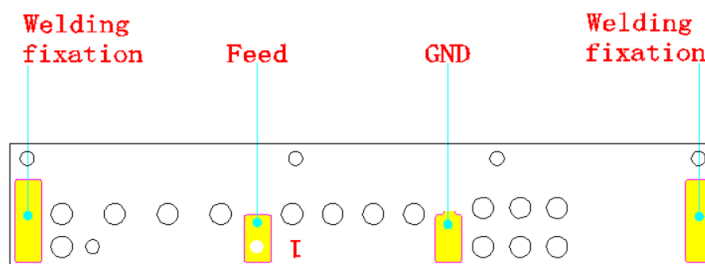 Welding
fixation
Feed
GND
Welding
fixation
1